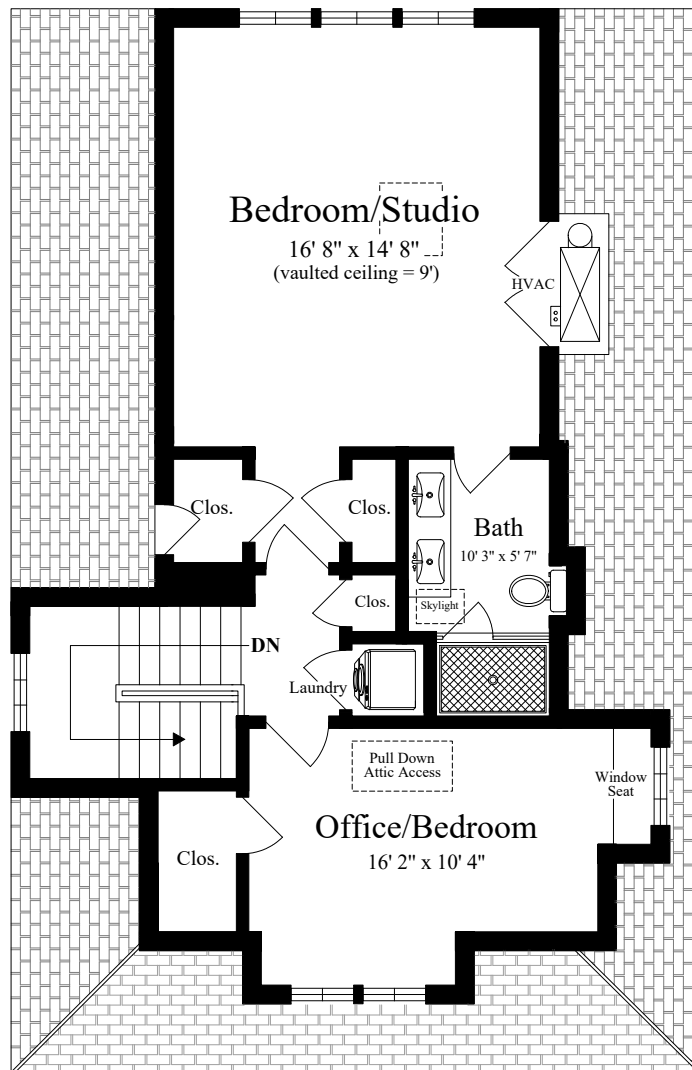 Bedroom/Studio
16' 8" x 14' 8"
(vaulted ceiling = 9')
HVAC
Clos.
Clos.
Bath
10' 3" x 5' 7"
Clos.
Skylight
DN
Laundry
Pull Down
Attic Access
Window
Seat
Office/Bedroom
16' 2" x 10' 4"
Clos.